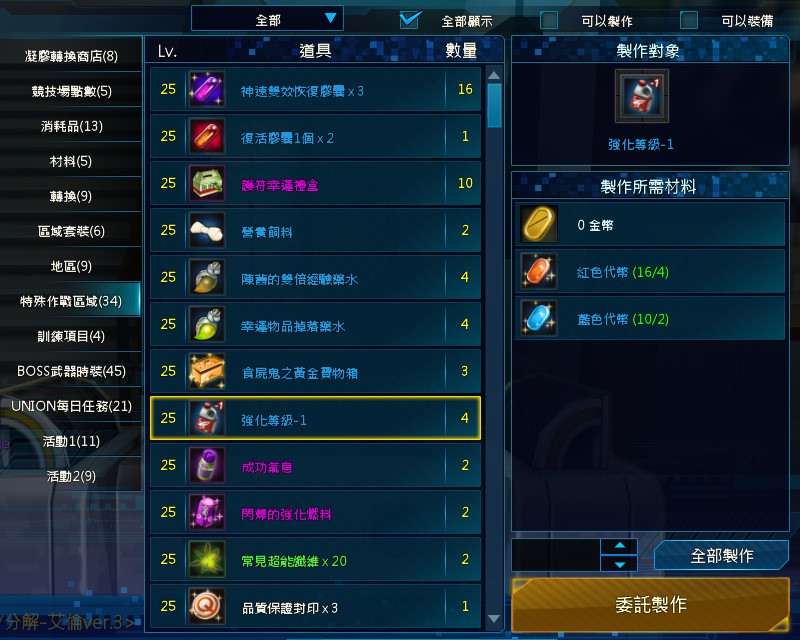 全部
全部顯示
可以製作
可以裝備
凝膠轉換商店(8)
競技場點數(5)
消耗品(13)
材料(5)
轉換(9)
區域套裝(6)
地區(9)
特殊作戰區域(34)
訓練項目(4)
BOSS武器時裝(45)
UNION每日任務(21)
活動1(11)
活動2(9)
Lv. 道具 數量
25 神速雙效恢復膠囊 x 3 16
25 復活膠囊1個 x 2 1
25 護符幸運禮盒 10
25 營養飼料 2
25 陳舊的雙倍經驗藥水 4
25 幸運物品掉落藥水 4
25 食屍鬼之黃金寶物箱 3
25 強化等級-1 4
25 成功氣息 2
25 閃耀的強化燃料 2
25 常見超能纖維 x 20 2
25 品質保證封印 x 3 1
製作對象
-1
強化等級-1
製作所需材料
0 金幣
紅色代幣 (16/4)
藍色代幣 (10/2)
全部製作
委託製作
/分解-艾倫ver.3>